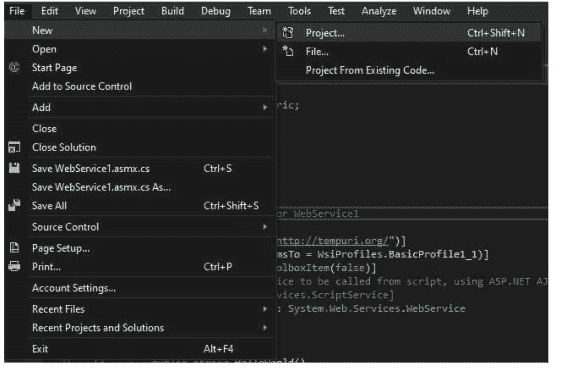 File Edit View Project Build Debug Team Tools Test Analyze Window Help
New
Project... Ctrl+Shift+N
Open
File... Ctrl+N
Start Page
Project From Existing Code...
Add to Source Control
Add
ric;
Close
Close Solution
Save WebService1.asmx.cs Ctrl+S
Save WebService1.asmx.cs As...
Save All Ctrl+Shift+S
or WebService1
Source Control
http://tempuri.org/")]
Page Setup...
msTo = WsiProfiles.BasicProfile1_1)]
Print... Ctrl+P
olboxItem(false)]
ice to be called from script, using ASP.NET AJ
Account Settings...
vices.ScriptService]
Recent Files
: System.Web.Services.WebService
Recent Projects and Solutions
Exit Alt+F4